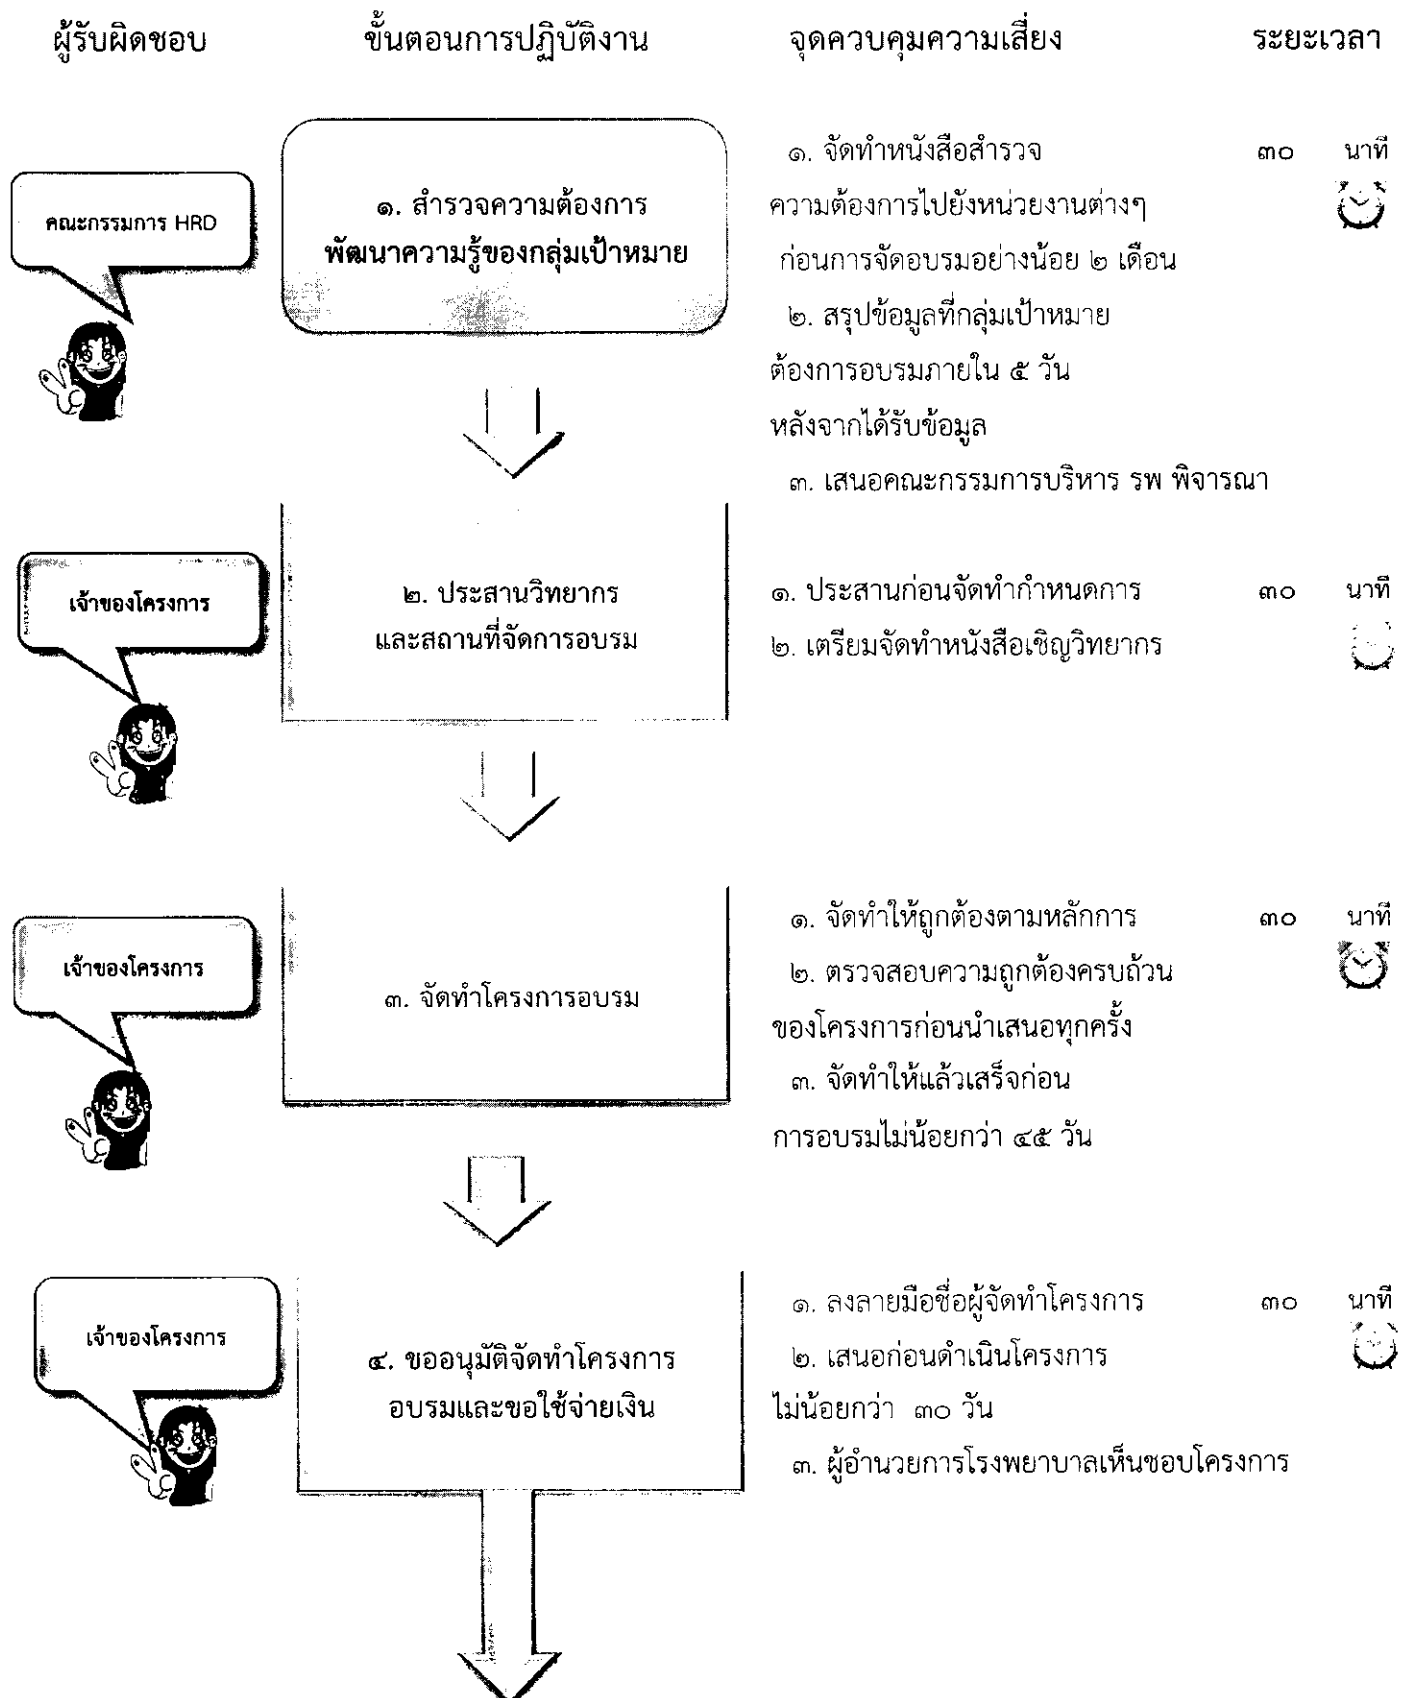 ผู้รับผิดชอบ ขั้นตอนการปฏิบัติงาน จุดควบคุมความเสี่ยง ระยะเวลา
คณะกรรมการ HRD
๑. สำรวจความต้องการ
พัฒนาความรู้ของกลุ่มเป้าหมาย
๑. จัดทำหนังสือสำรวจ
ความต้องการไปยังหน่วยงานต่างๆ
ก่อนการจัดอบรมอย่างน้อย ๒ เดือน
๒. สรุปข้อมูลที่กลุ่มเป้าหมาย
ต้องการอบรมภายใน ๕ วัน
หลังจากได้รับข้อมูล
๓. เสนอคณะกรรมการบริหาร รพ พิจารณา
๓๐ นาที
เจ้าของโครงการ
๒. ประสานวิทยากร
และสถานที่จัดการอบรม
๑. ประสานก่อนจัดทำกำหนดการ
๒. เตรียมจัดทำหนังสือเชิญวิทยากร
๓๐ นาที
เจ้าของโครงการ
๓. จัดทำโครงการอบรม
๑. จัดทำให้ถูกต้องตามหลักการ
๒. ตรวจสอบความถูกต้องครบถ้วน
ของโครงการก่อนนำเสนอทุกครั้ง
๓. จัดทำให้แล้วเสร็จก่อน
การอบรมไม่น้อยกว่า ๔๕ วัน
๓๐ นาที
เจ้าของโครงการ
๔. ขออนุมัติจัดทำโครงการ
อบรมและขอใช้จ่ายเงิน
๑. ลงลายมือชื่อผู้จัดทำโครงการ
๒. เสนอก่อนดำเนินโครงการ
ไม่น้อยกว่า ๓๐ วัน
๓. ผู้อำนวยการโรงพยาบาลเห็นชอบโครงการ
๓๐ นาที